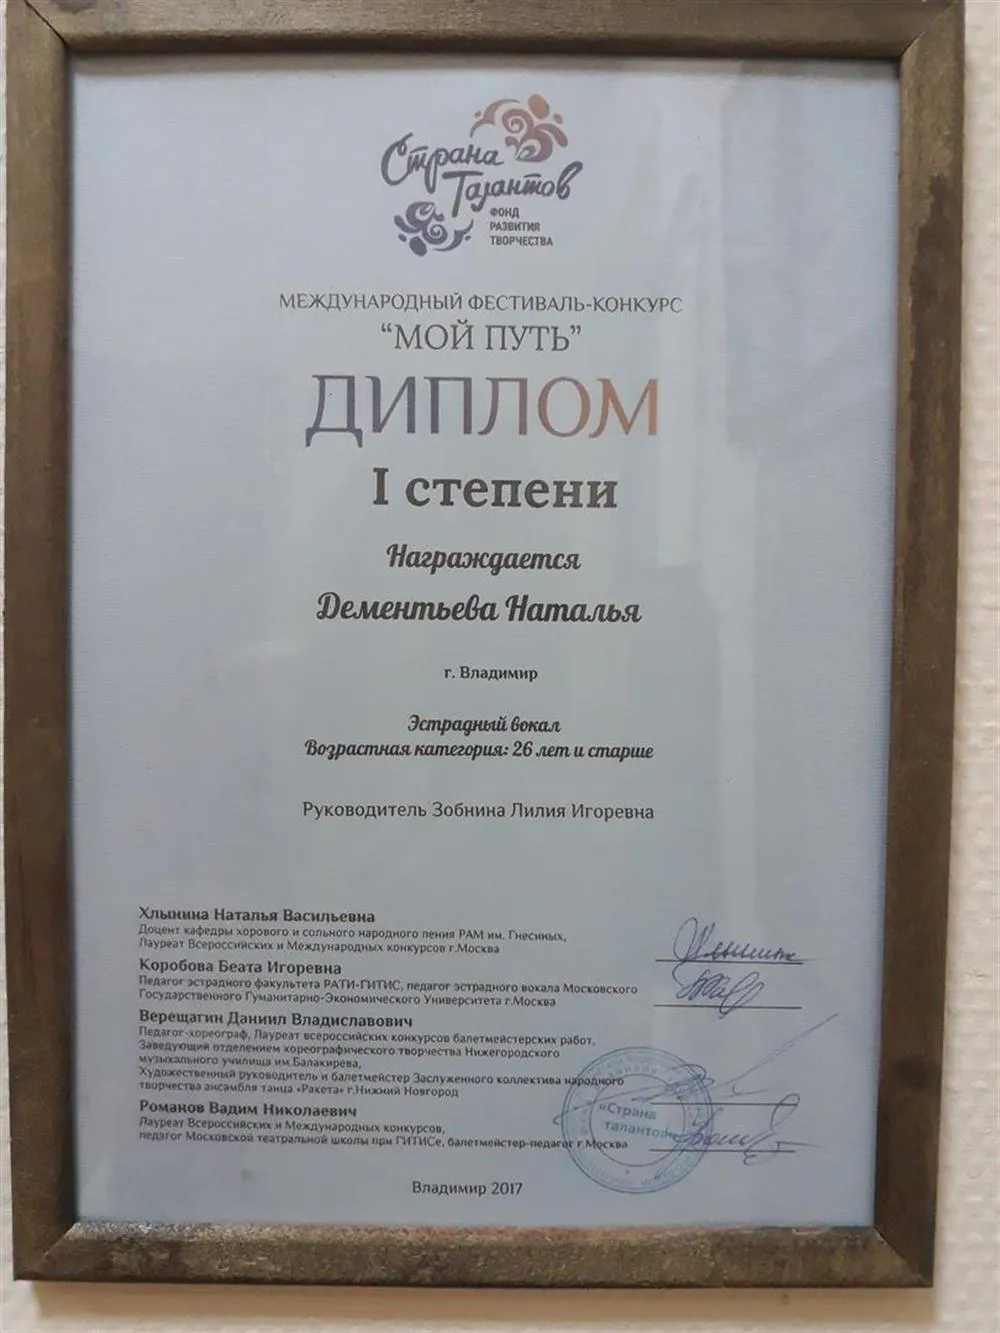 Страна
Талантов
ФОНД
РАЗВИТИЯ
ТВОРЧЕСТВА
МЕЖДУНАРОДНЫЙ ФЕСТИВАЛЬ-КОНКУРС
“МОЙ ПУТЬ”
ДИПЛОМ
I степени
Награждается
Дементьева Наталья
г. Владимир
Эстрадный вокал
Возрастная категория: 26 лет и старше
Руководитель Зобнина Лилия Игоревна
Хлынина Наталья Васильевна
Доцент кафедры хорового и сольного народного пения РАМ им. Гнесиных,
Лауреат Всероссийских и Международных конкурсов г.Москва
Коробова Беата Игоревна
Педагог эстрадного факультета РАТИ-ГИТИС, педагог эстрадного вокала Московского
Государственного Гуманитарно-Экономического Университета г.Москва
Верещагин Даниил Владиславович
Педагог-хореограф, Лауреат всероссийских конкурсов балетмейстерских работ,
Заведующий отделением хореографического творчества Нижегородского
музыкального училища им.Балакирева,
Художественный руководитель и балетмейстер Заслуженного коллектива народного
творчества ансамбля танца «Ракета» г.Нижний Новгород
Романов Вадим Николаевич
Лауреат Всероссийских и Международных конкурсов,
педагог Московской театральной школы при ГИТИСе, балетмейстер-педагог г.Москва
«Страна
талантов»
Владимир 2017